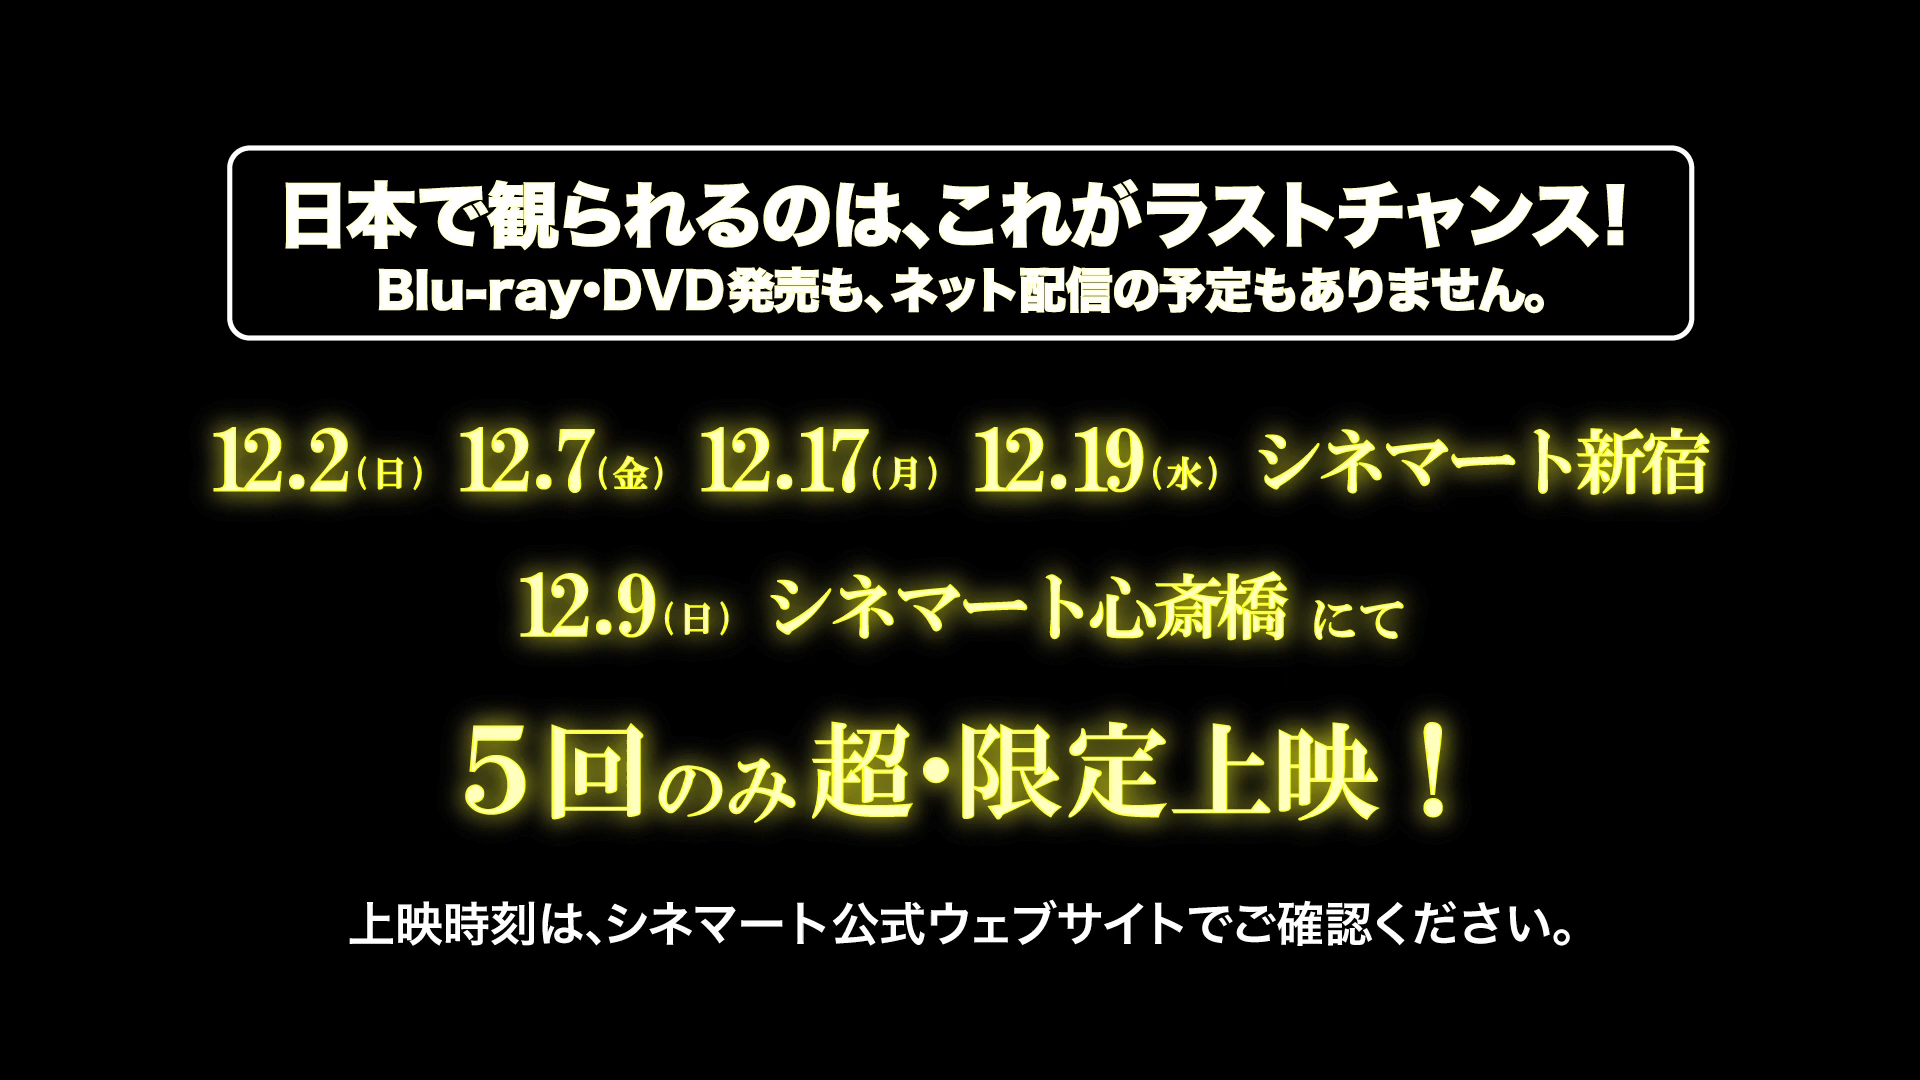 日本で観られるのは、これがラストチャンス！
Blu-ray・DVD発売も、ネット配信の予定もありません。
12.2（日） 12.7（金） 12.17（月） 12.19（水） シネマート新宿
12.9（日） シネマート心斎橋 にて
5回のみ超・限定上映！
上映時刻は、シネマート公式ウェブサイトでご確認ください。